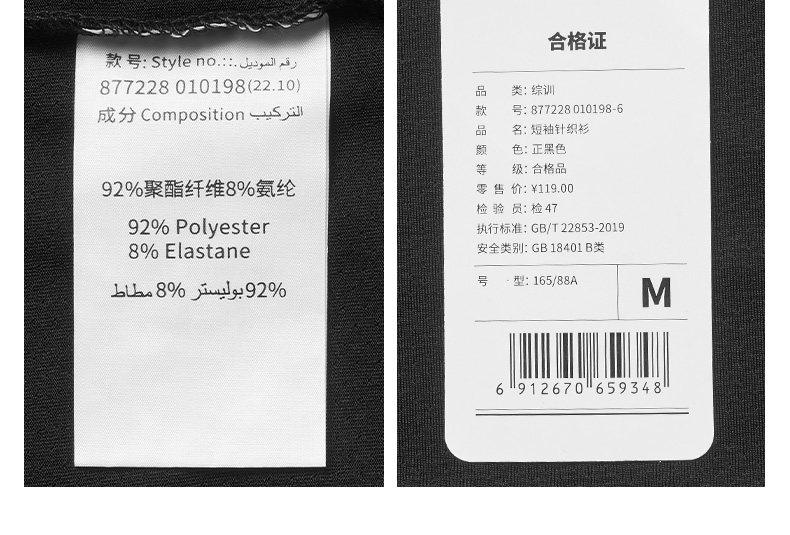 款 号: Style no.::. رقم الموديل
877228 010198(22.10)
成分 Composition التركيب
92%聚酯纤维8%氨纶
92% Polyester
8% Elastane
92%بوليستر 8% مطاط
合格证
品 类: 综训
款 号: 877228 010198-6
品 名: 短袖针织衫
颜 色: 正黑色
等 级: 合格品
零 售 价: ¥119.00
检 验 员: 检 47
执行标准: GB/T 22853-2019
安全类别: GB 18401 B类
号 型: 165/88A
M
6 912670 659348